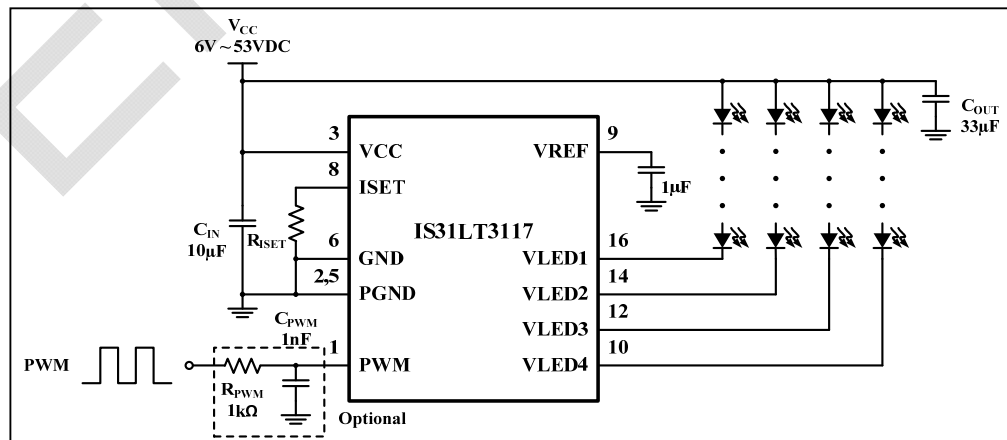 VCC
6V ~ 53VDC
COUT
33µF
3
VCC
8
ISET
RISET
CIN
10µF
6
GND
2,5
PGND
CPWM
1nF
1
PWM
PWM
RPWM
1kΩ
Optional
IS31LT3117
9
VREF
1µF
16
VLED1
14
VLED2
12
VLED3
10
VLED4